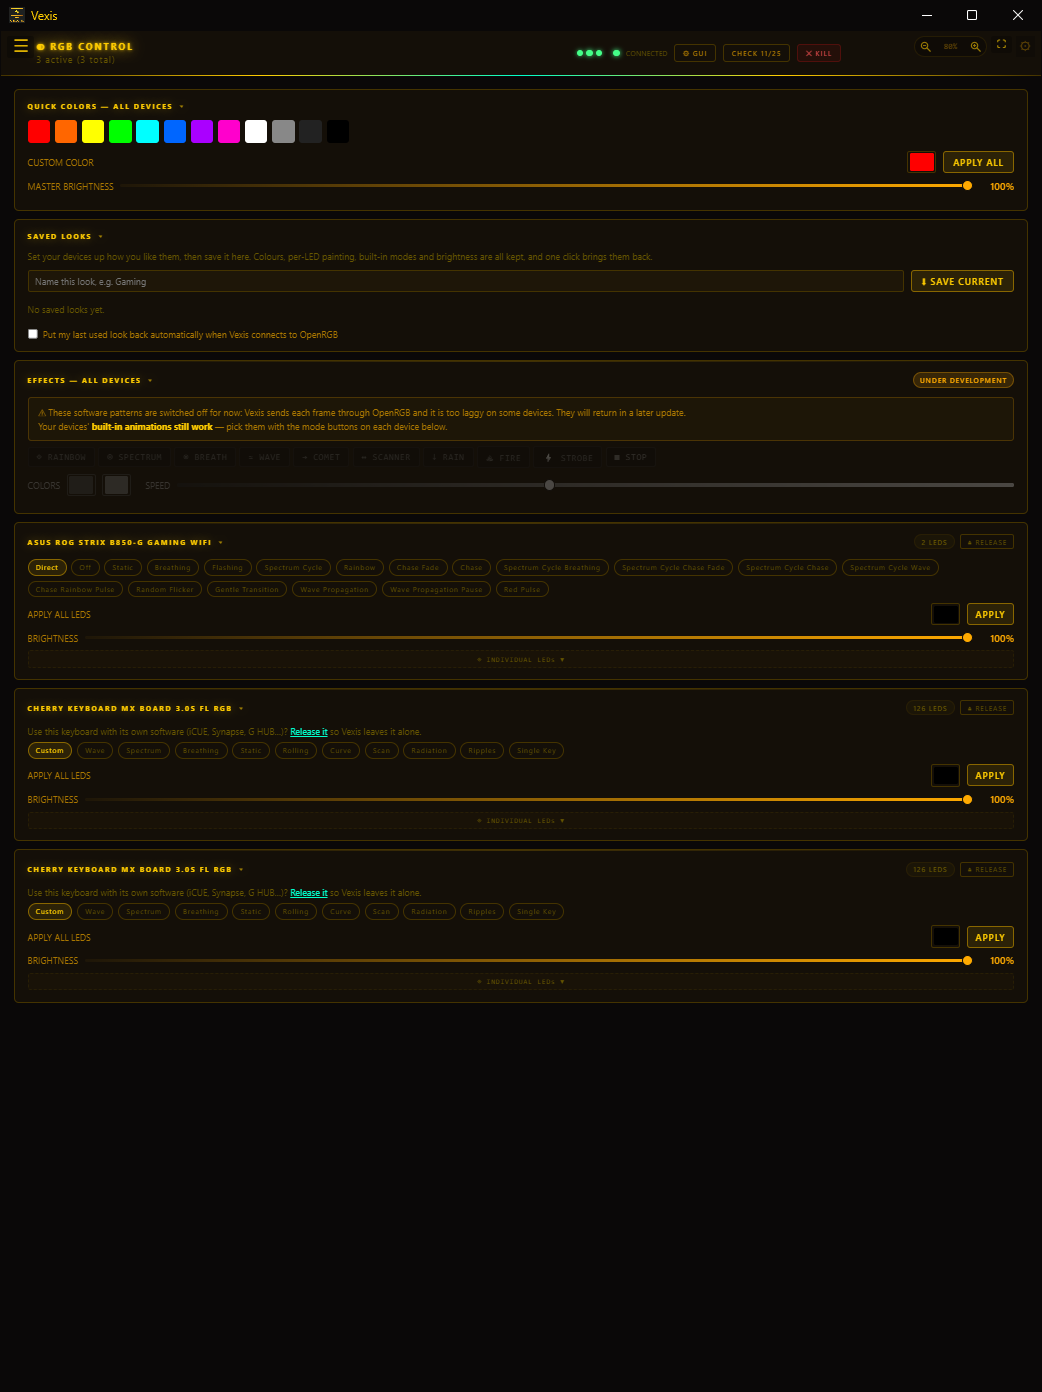 Vexis
RGB CONTROL
3 active (3 total)
CONNECTED
GUI
CHECK 11/25
KILL
80%
QUICK COLORS — ALL DEVICES
CUSTOM COLOR
APPLY ALL
MASTER BRIGHTNESS
100%
SAVED LOOKS
Set your devices up how you like them, then save it here. Colours, per-LED painting, built-in modes and brightness are all kept, and one click brings them back.
Name this look, e.g. Gaming
SAVE CURRENT
No saved looks yet.
Put my last used look back automatically when Vexis connects to OpenRGB
EFFECTS — ALL DEVICES
UNDER DEVELOPMENT
⚠ These software patterns are switched off for now: Vexis sends each frame through OpenRGB and it is too laggy on some devices. They will return in a later update.
Your devices' built-in animations still work — pick them with the mode buttons on each device below.
RAINBOW SPECTRUM BREATH WAVE COMET SCANNER RAIN FIRE STROBE STOP
COLORS
SPEED
ASUS ROG STRIX B850-G GAMING WIFI
2 LEDS
RELEASE
Direct Off Static Breathing Flashing Spectrum Cycle Rainbow Chase Fade Chase Spectrum Cycle Breathing Spectrum Cycle Chase Fade Spectrum Cycle Chase Spectrum Cycle Wave
Chase Rainbow Pulse Random Flicker Gentle Transition Wave Propagation Wave Propagation Pause Red Pulse
APPLY ALL LEDS
APPLY
BRIGHTNESS
100%
INDIVIDUAL LEDs ▼
CHERRY KEYBOARD MX BOARD 3.0S FL RGB
126 LEDS
RELEASE
Use this keyboard with its own software (iCUE, Synapse, G HUB...)? Release it so Vexis leaves it alone.
Custom Wave Spectrum Breathing Static Rolling Curve Scan Radiation Ripples Single Key
APPLY ALL LEDS
APPLY
BRIGHTNESS
100%
INDIVIDUAL LEDs ▼
CHERRY KEYBOARD MX BOARD 3.0S FL RGB
126 LEDS
RELEASE
Use this keyboard with its own software (iCUE, Synapse, G HUB...)? Release it so Vexis leaves it alone.
Custom Wave Spectrum Breathing Static Rolling Curve Scan Radiation Ripples Single Key
APPLY ALL LEDS
APPLY
BRIGHTNESS
100%
INDIVIDUAL LEDs ▼